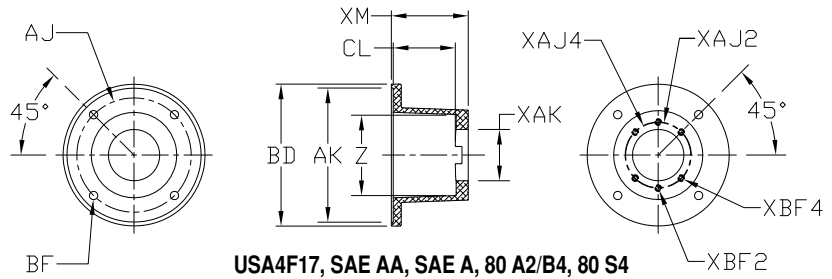 AJ
45°
BF
XM
CL
BD
AK
Z
XAK
XAJ4
XAJ2
45°
XBF4
XBF2
USA4F17, SAE AA, SAE A, 80 A2/B4, 80 S4